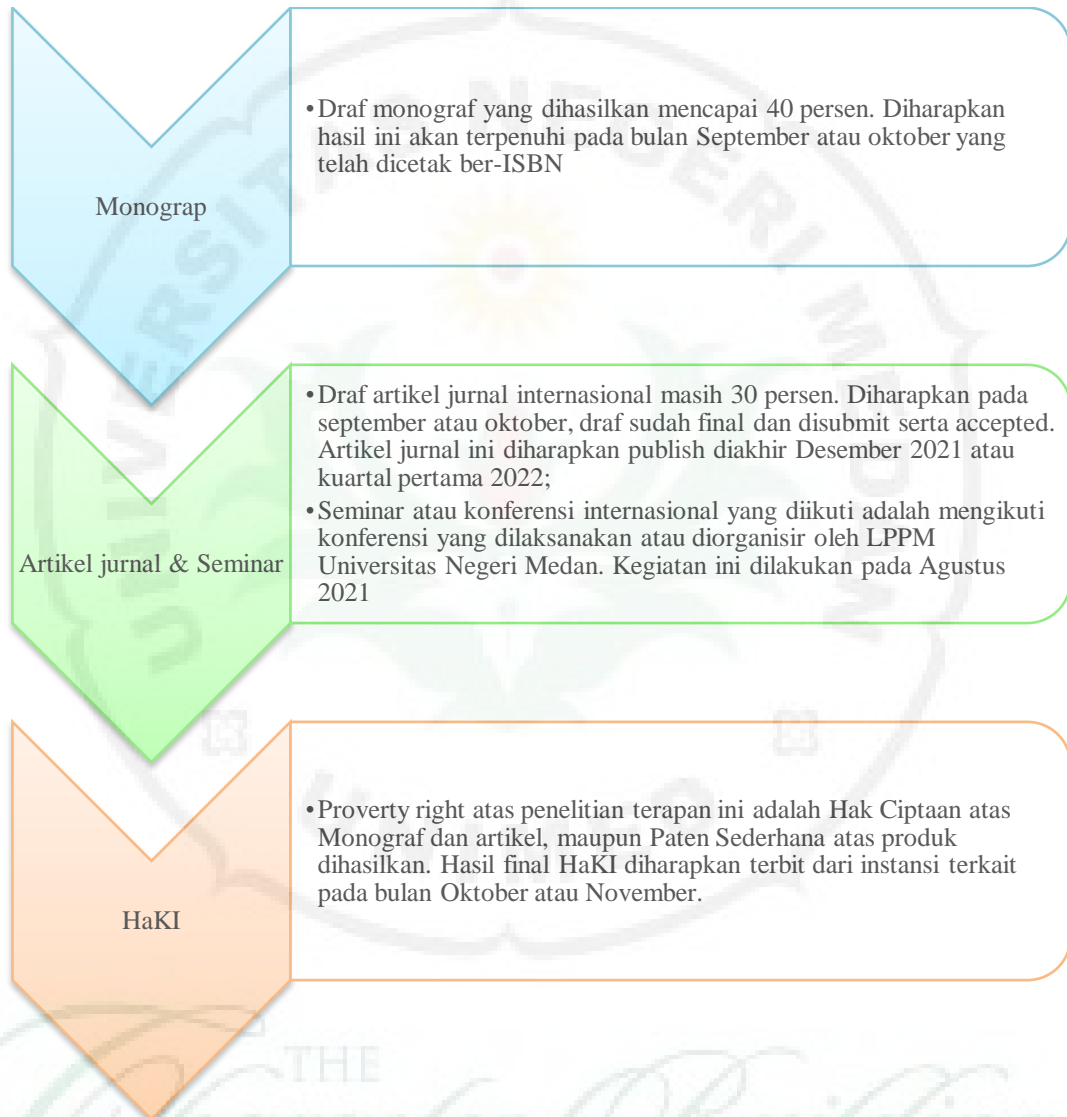 Monograp
•Draf monograf yang dihasilkan mencapai 40 persen. Diharapkan
hasil ini akan terpenuhi pada bulan September atau oktober yang
telah dicetak ber-ISBN
Artikel jurnal & Seminar
•Draf artikel jurnal internasional masih 30 persen. Diharapkan pada
september atau oktober, draf sudah final dan disubmit serta accepted.
Artikel jurnal ini diharapkan publish diakhir Desember 2021 atau
kuartal pertama 2022;
•Seminar atau konferensi internasional yang diikuti adalah mengikuti
konferensi yang dilaksanakan atau diorganisir oleh LPPM
Universitas Negeri Medan. Kegiatan ini dilakukan pada Agustus
2021
HaKI
•Proverty right atas penelitian terapan ini adalah Hak Ciptaan atas
Monograf dan artikel, maupun Paten Sederhana atas produk
dihasilkan. Hasil final HaKI diharapkan terbit dari instansi terkait
pada bulan Oktober atau November.
UNIVERSITAS NEGERI MEDAN
UNIMED
THE